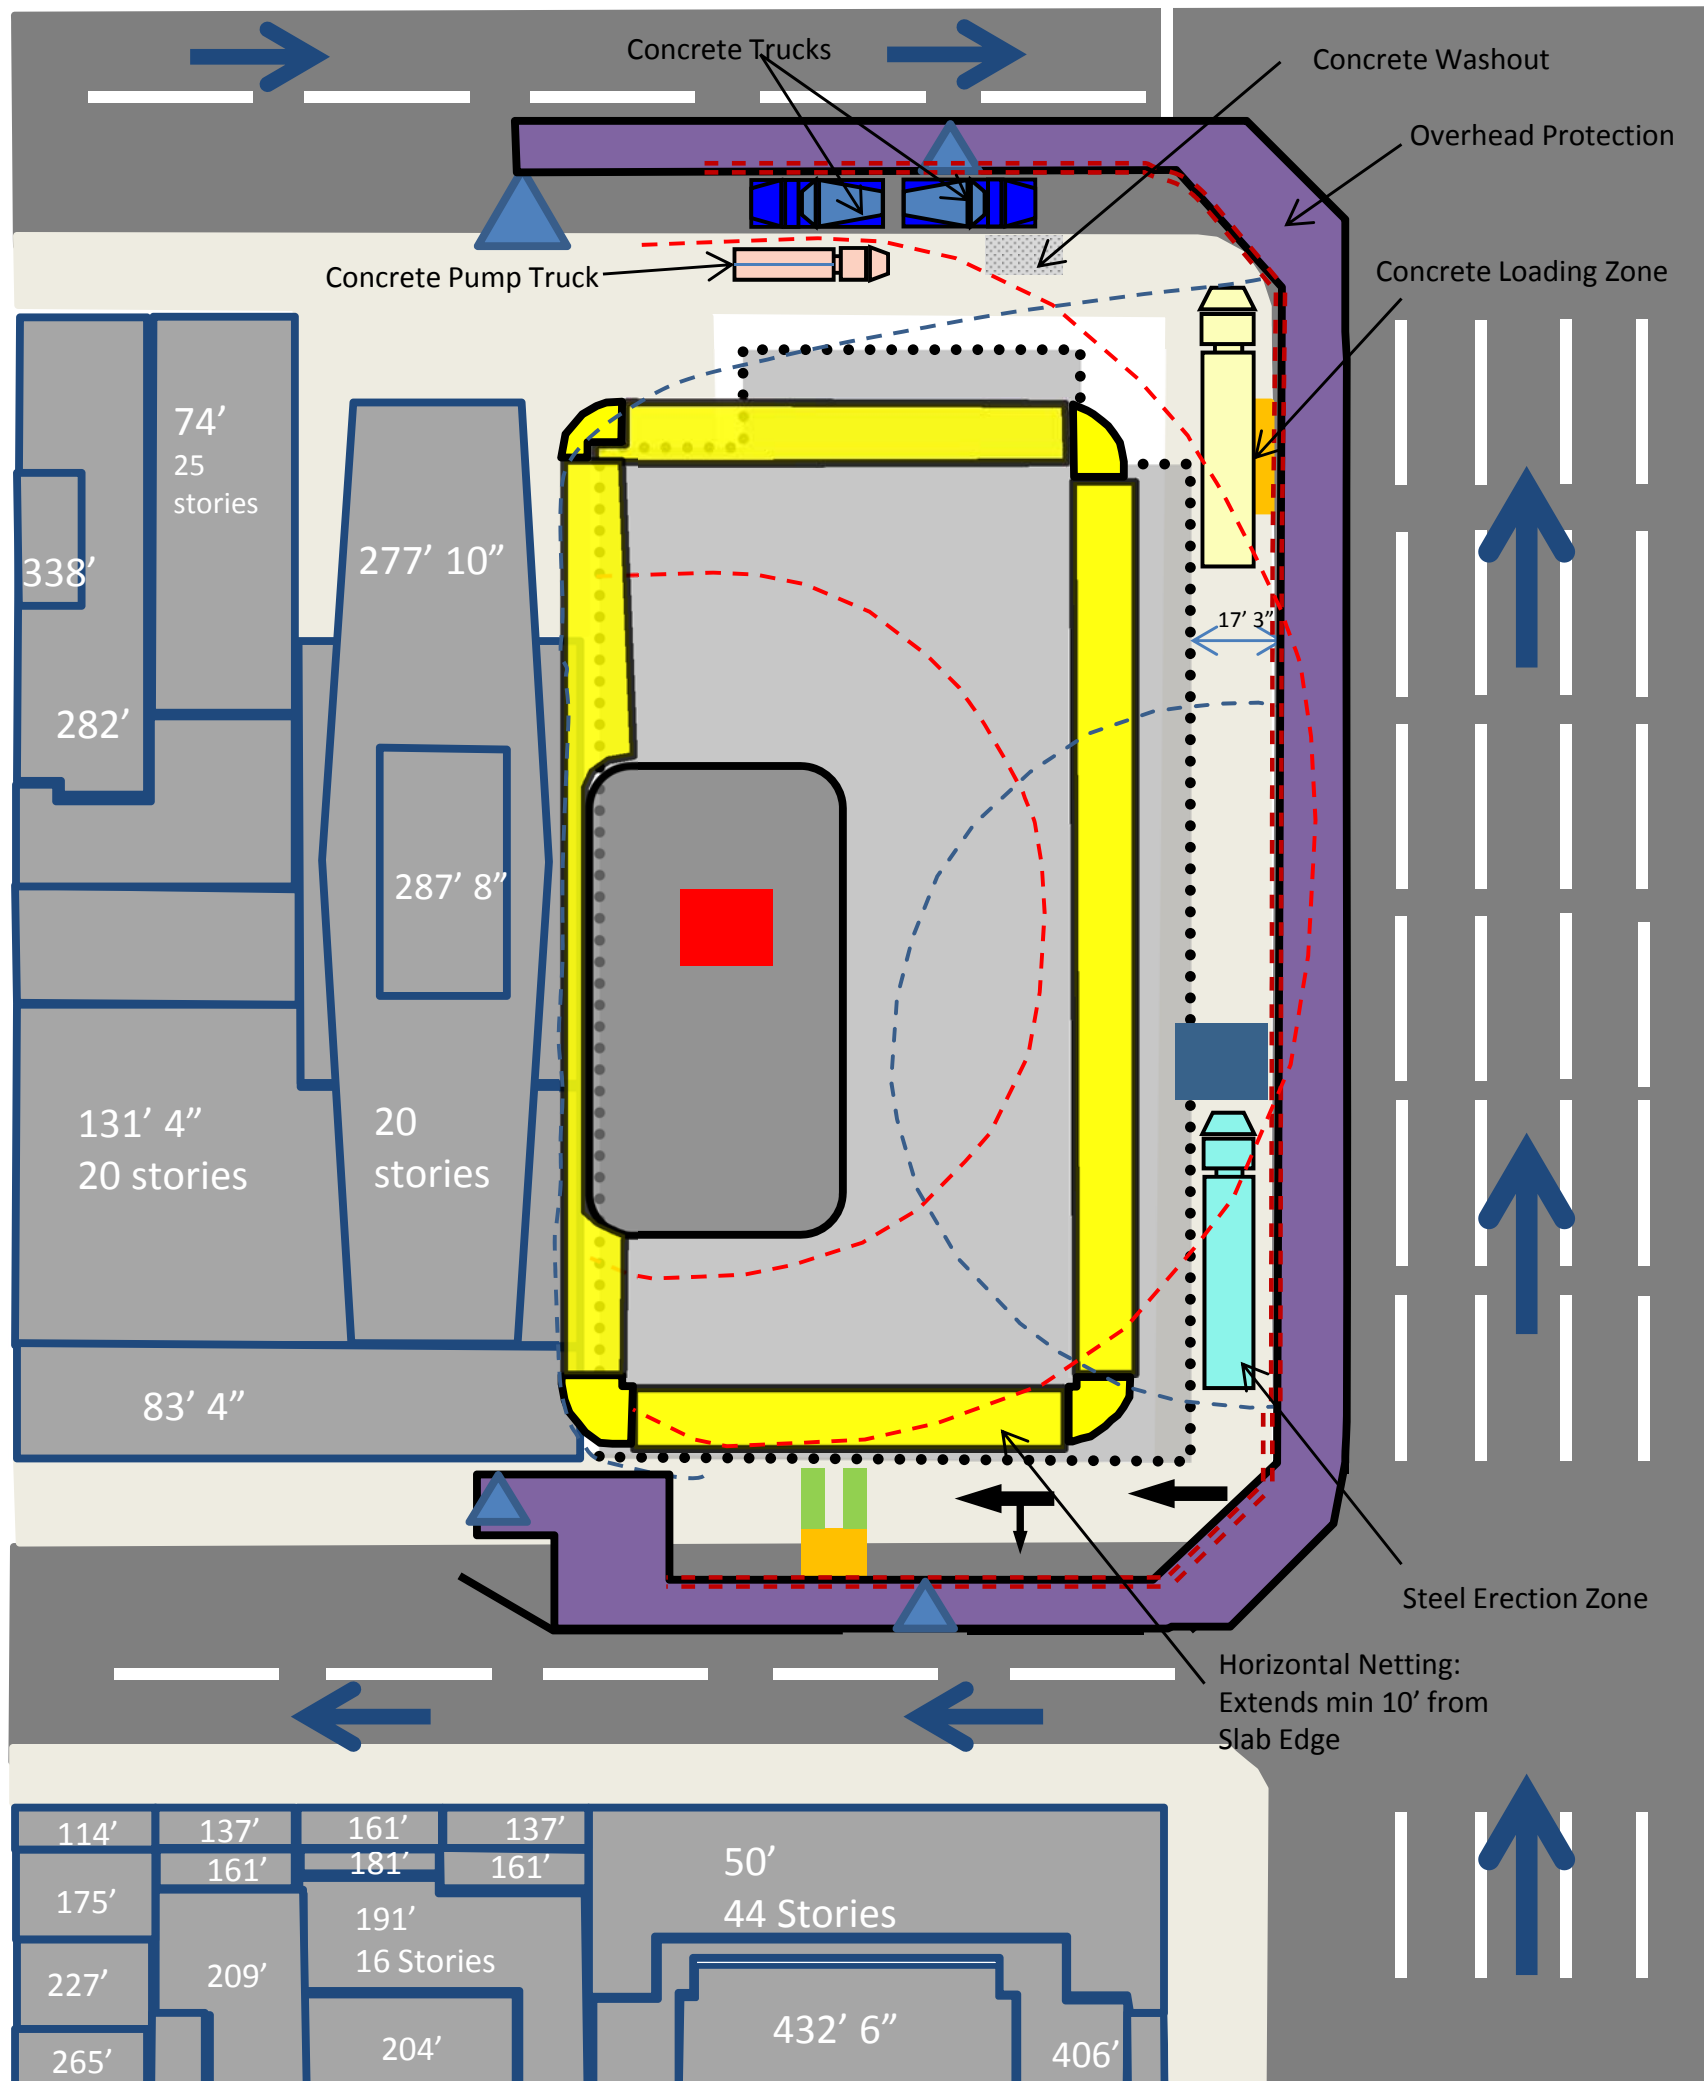 Concrete Trucks
Concrete Washout
Overhead Protection
Concrete Pump Truck
Concrete Loading Zone
74’
25
stories
277’ 10”
338’
17’ 3”
282’
287’ 8”
131’ 4”
20 stories
20
stories
83’ 4”
Steel Erection Zone
Horizontal Netting:
Extends min 10’ from
Slab Edge
114’
137’
161’
137’
161’
181’
161’
50’
44 Stories
175’
191’
16 Stories
227’
209’
432’ 6”
204’
406’
265’